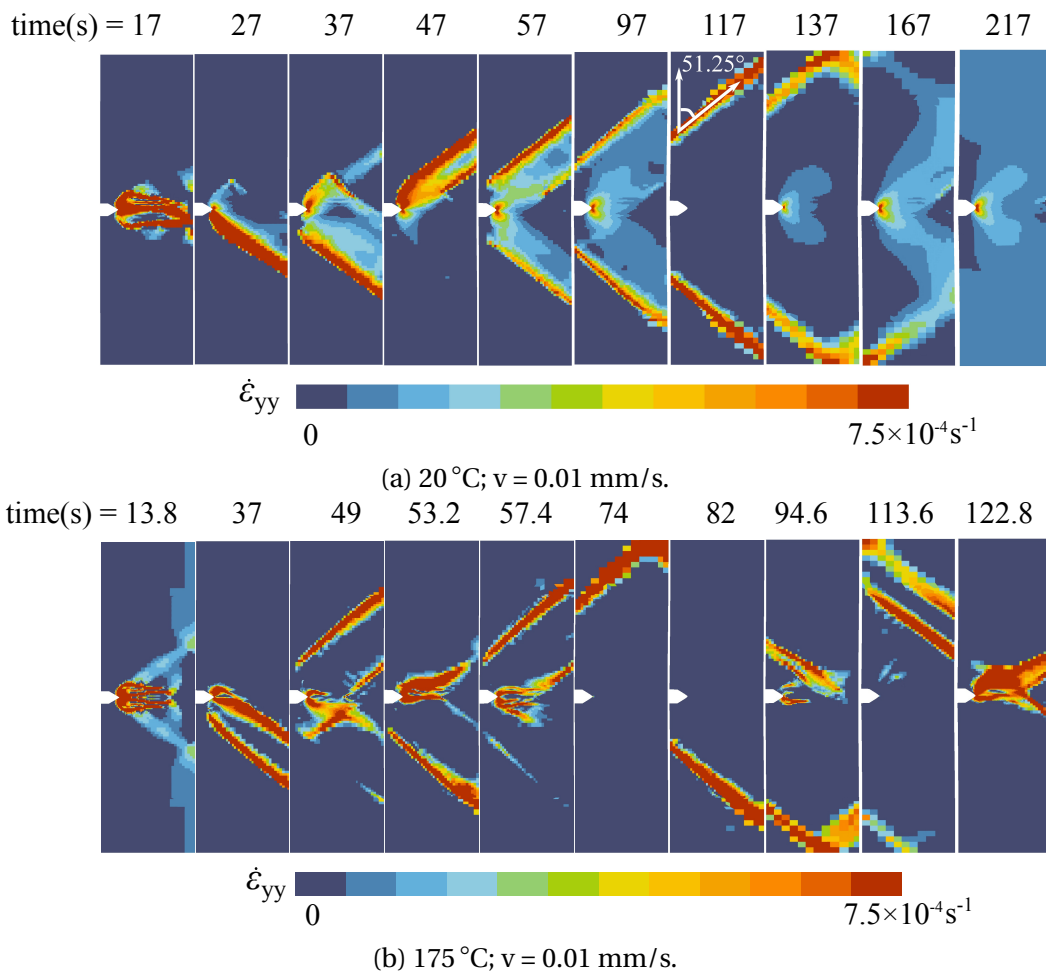 time(s) = 17 27 37 47 57 97 117 137 167 217
51.25°
ε̇yy
0 7.5×10⁻⁴s⁻¹
(a) 20 °C; v = 0.01 mm/s.
time(s) = 13.8 37 49 53.2 57.4 74 82 94.6 113.6 122.8
ε̇yy
0 7.5×10⁻⁴s⁻¹
(b) 175 °C; v = 0.01 mm/s.